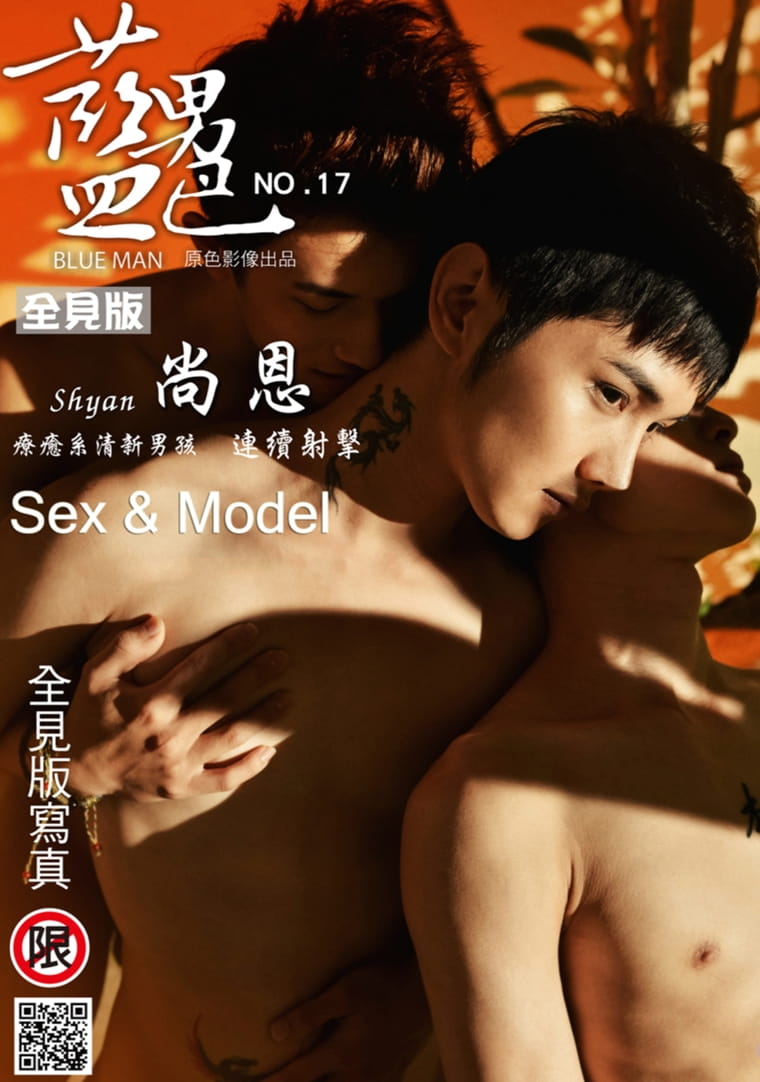 藍男色
NO.17
BLUE MAN 原色影像出品
全見版
Shyan 尚恩
療癒系清新男孩 連續射擊
Sex & Model
全見版寫真
限